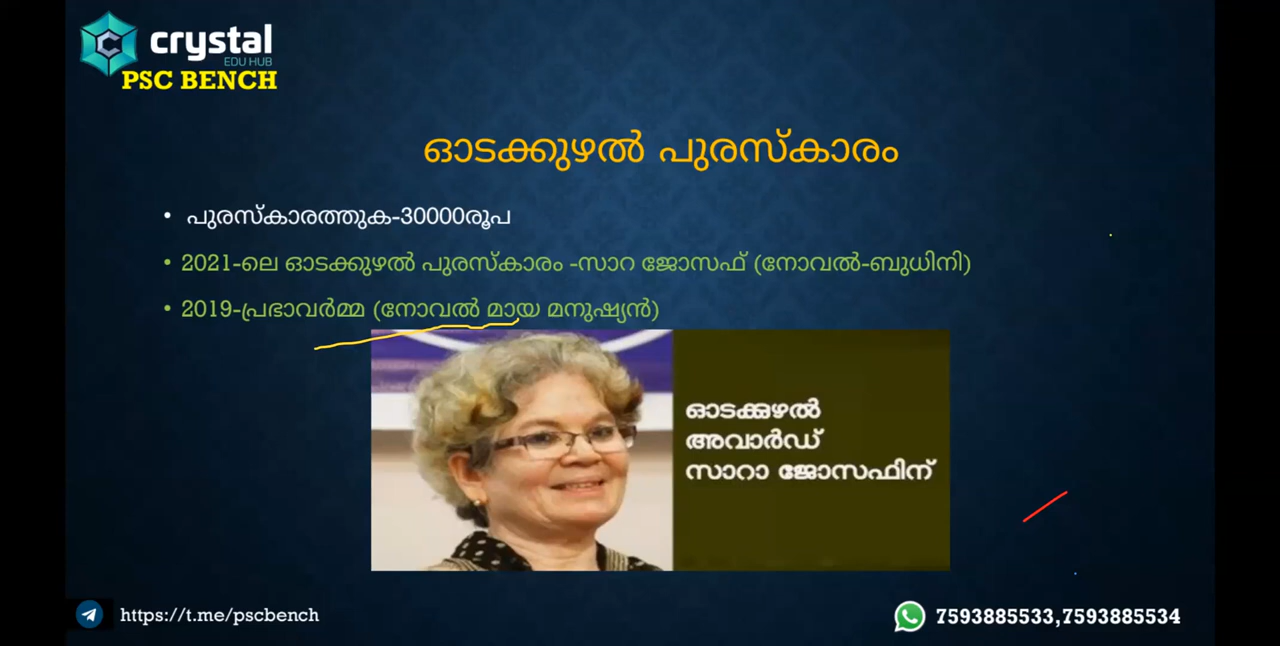 crystal
EDU HUB
PSC BENCH
ഓടക്കുഴൽ പുരസ്കാരം
• പുരസ്കാരത്തുക-30000രൂപ
• 2021-ലെ ഓടക്കുഴൽ പുരസ്കാരം -സാറ ജോസഫ് (നോവൽ-ബുധിനി)
• 2019-പ്രഭാവർമ്മ (നോവൽ മായ മനുഷ്യൻ)
ഓടക്കുഴൽ
അവാർഡ്
സാറാ ജോസഫിന്
https://t.me/pscbench
7593885533,7593885534